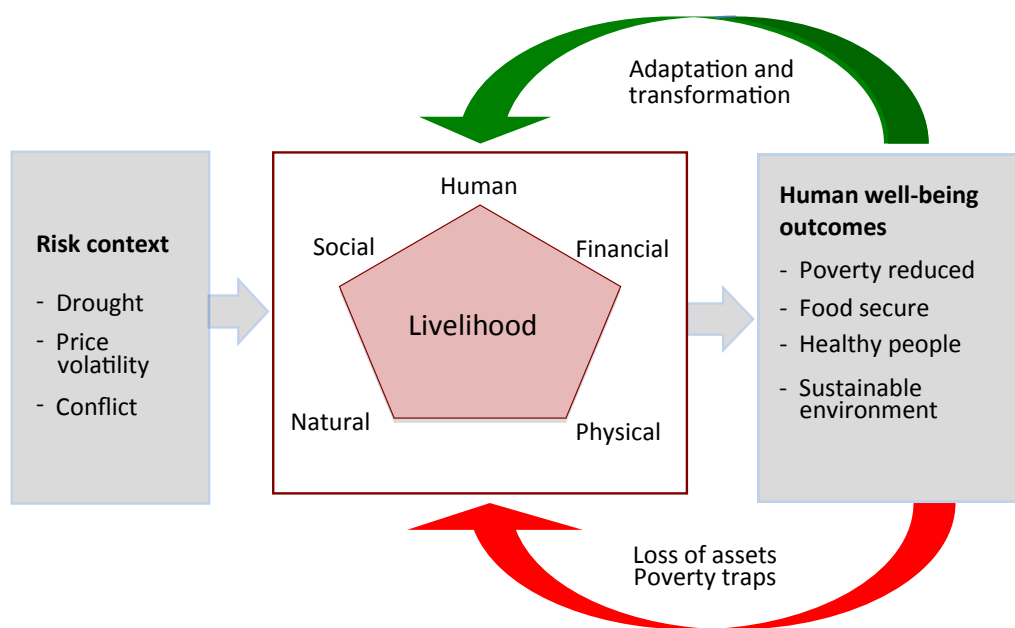 Adaptation and
transformation
Risk context
- Drought
- Price
volatility
- Conflict
Human
Social
Financial
Livelihood
Natural
Physical
Human well-being
outcomes
- Poverty reduced
- Food secure
- Healthy people
- Sustainable
environment
Loss of assets
Poverty traps